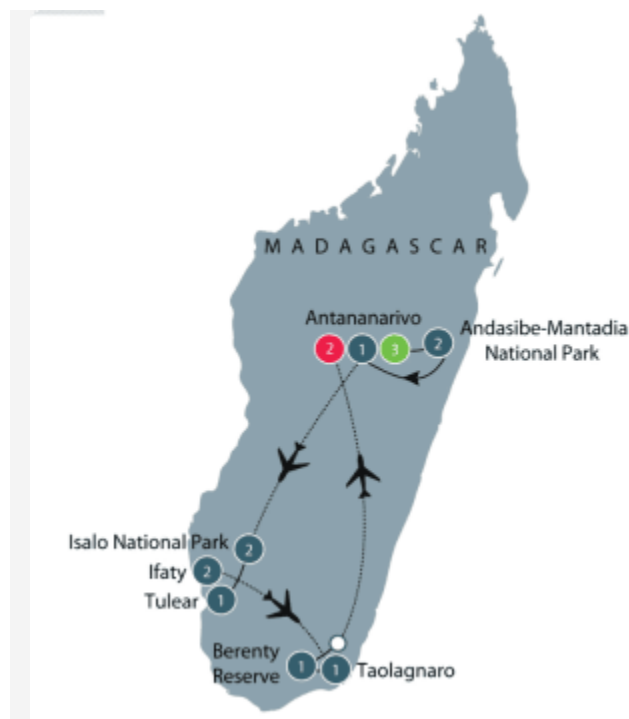 MADAGASCAR
Antananarivo
2 1 3 2
Andasibe-Mantadia
National Park
Isalo National Park
2
Ifaty
2
Tulear
1
Berenty
Reserve
1
1
Taolagnaro